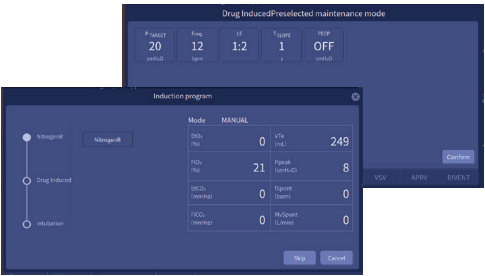 Drug InducedPreselected maintenance mode
P TARGET Freq I:E T SLOPE PEEP
20 12 1:2 1 OFF
cmH₂O bpm s cmH₂O
Confirm
VSV APRV BIVENT
Induction program
Mode MANUAL
NitrogenR
NitrogenR
Drug Induced
Intubation
EtO₂ (%) 0 VTe (mL) 249
FiO₂ (%) 21 Ppeak (cmH₂O) 8
EtCO₂ (mmHg) 0 fSpont (bpm) 0
FiCO₂ (mmHg) 0 MvSpont (L/min) 0
Skip Cancel